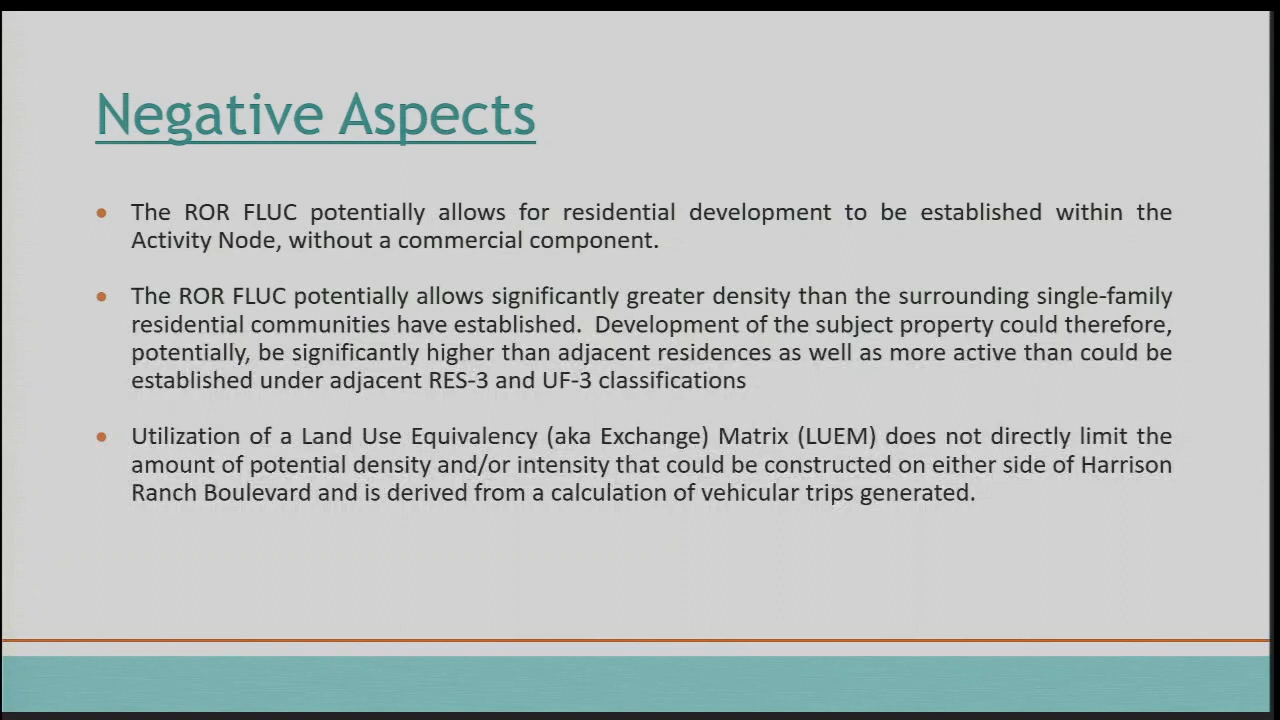 Negative Aspects
• The ROR FLUC potentially allows for residential development to be established within the
Activity Node, without a commercial component.
• The ROR FLUC potentially allows significantly greater density than the surrounding single-family
residential communities have established.  Development of the subject property could therefore,
potentially, be significantly higher than adjacent residences as well as more active than could be
established under adjacent RES-3 and UF-3 classifications
• Utilization of a Land Use Equivalency (aka Exchange) Matrix (LUEM) does not directly limit the
amount of potential density and/or intensity that could be constructed on either side of Harrison
Ranch Boulevard and is derived from a calculation of vehicular trips generated.